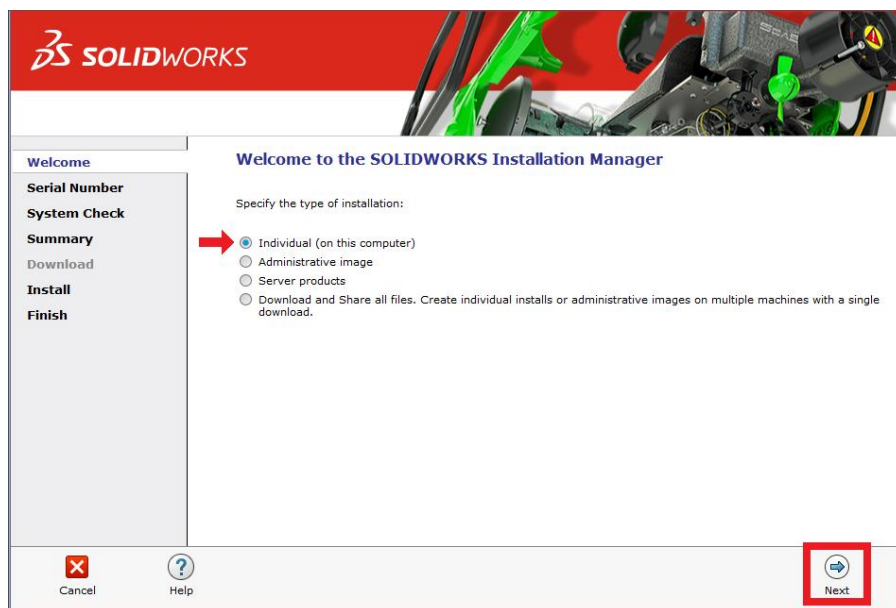 3S SOLIDWORKS
Welcome
Serial Number
System Check
Summary
Download
Install
Finish
Welcome to the SOLIDWORKS Installation Manager
Specify the type of installation:
Individual (on this computer)
Administrative image
Server products
Download and Share all files. Create individual installs or administrative images on multiple machines with a single
download.
Cancel
? Help
Next